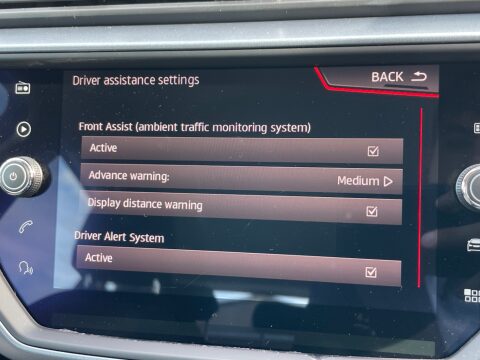 Driver assistance settings
BACK
Front Assist (ambient traffic monitoring system)
Active
Advance warning: Medium
Display distance warning
Driver Alert System
Active